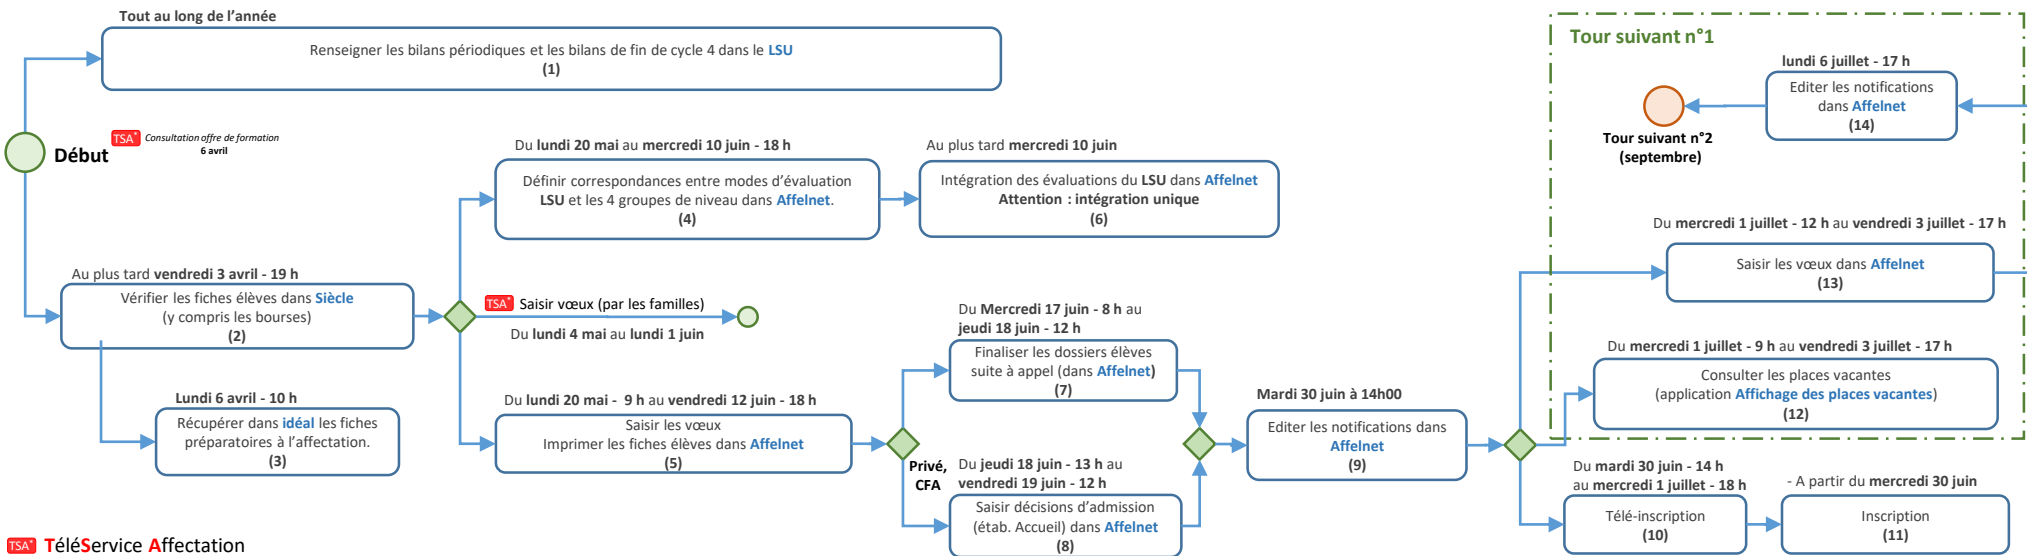 Tout au long de l’année
Renseigner les bilans périodiques et les bilans de fin de cycle 4 dans le LSU
(1)
Début
TSA* Consultation offre de formation
6 avril
Au plus tard vendredi 3 avril - 19 h
Vérifier les fiches élèves dans Siècle
(y compris les bourses)
(2)
Lundi 6 avril - 10 h
Récupérer dans idéal les fiches
préparatoires à l’affectation.
(3)
Du lundi 20 mai au mercredi 10 juin - 18 h
Définir correspondances entre modes d’évaluation
LSU et les 4 groupes de niveau dans Affelnet.
(4)
Au plus tard mercredi 10 juin
Intégration des évaluations du LSU dans Affelnet
Attention : intégration unique
(6)
TSA* Saisir vœux (par les familles)
Du lundi 4 mai au lundi 1 juin
Du lundi 20 mai - 9 h au vendredi 12 juin - 18 h
Saisir les vœux
Imprimer les fiches élèves dans Affelnet
(5)
Du Mercredi 17 juin - 8 h au
jeudi 18 juin - 12 h
Finaliser les dossiers élèves
suite à appel (dans Affelnet)
(7)
Privé,
CFA
Du jeudi 18 juin - 13 h au
vendredi 19 juin - 12 h
Saisir décisions d’admission
(étab. Accueil) dans Affelnet
(8)
Mardi 30 juin à 14h00
Editer les notifications dans
Affelnet
(9)
Tour suivant n°1
lundi 6 juillet - 17 h
Editer les notifications
dans Affelnet
(14)
Tour suivant n°2
(septembre)
Du mercredi 1 juillet - 12 h au vendredi 3 juillet - 17 h
Saisir les vœux dans Affelnet
(13)
Du mercredi 1 juillet - 9 h au vendredi 3 juillet - 17 h
Consulter les places vacantes
(application Affichage des places vacantes)
(12)
Du mardi 30 juin - 14 h
au mercredi 1 juillet - 18 h
Télé-inscription
(10)
- A partir du mercredi 30 juin
Inscription
(11)
TSA* TéléService Affectation